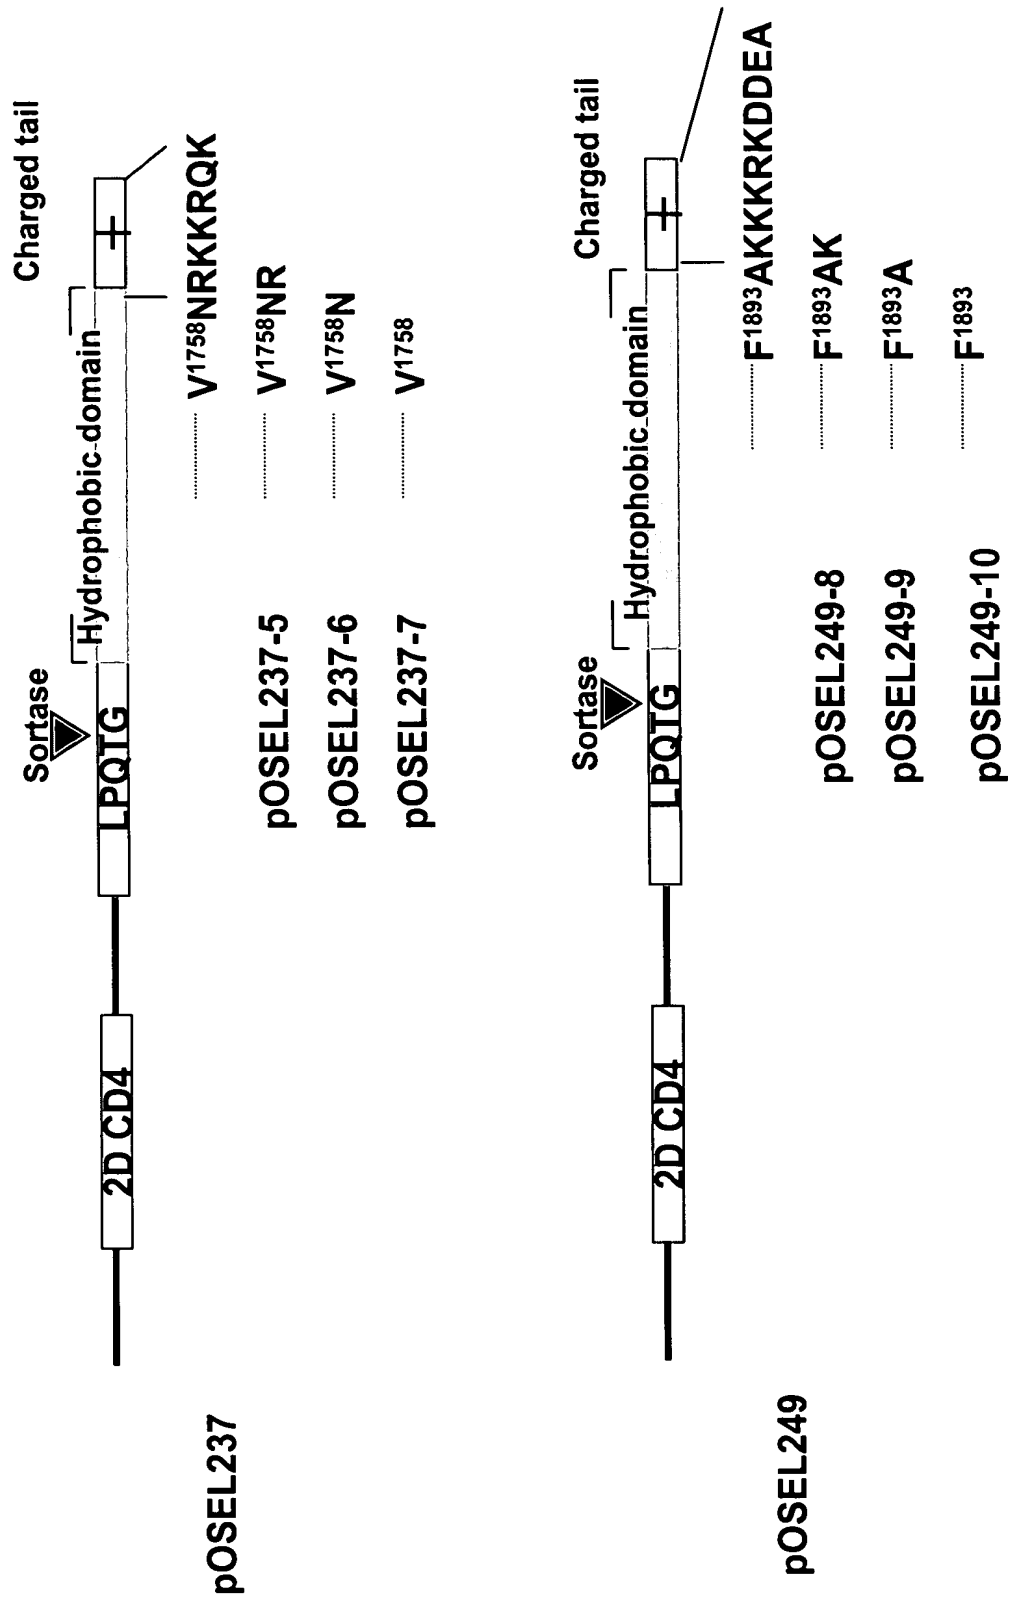 Charged tail
Sortase
Hydrophobic domain
2D CD4
LPQTG
+
pOSEL237
V1758NRKKRQK
pOSEL237-5
V1758NR
pOSEL237-6
V1758N
pOSEL237-7
V1758
Charged tail
Sortase
Hydrophobic domain
2D CD4
LPQTG
+
pOSEL249
F1893AKKRKDDEA
pOSEL249-8
F1893AK
pOSEL249-9
F1893A
pOSEL249-10
F1893